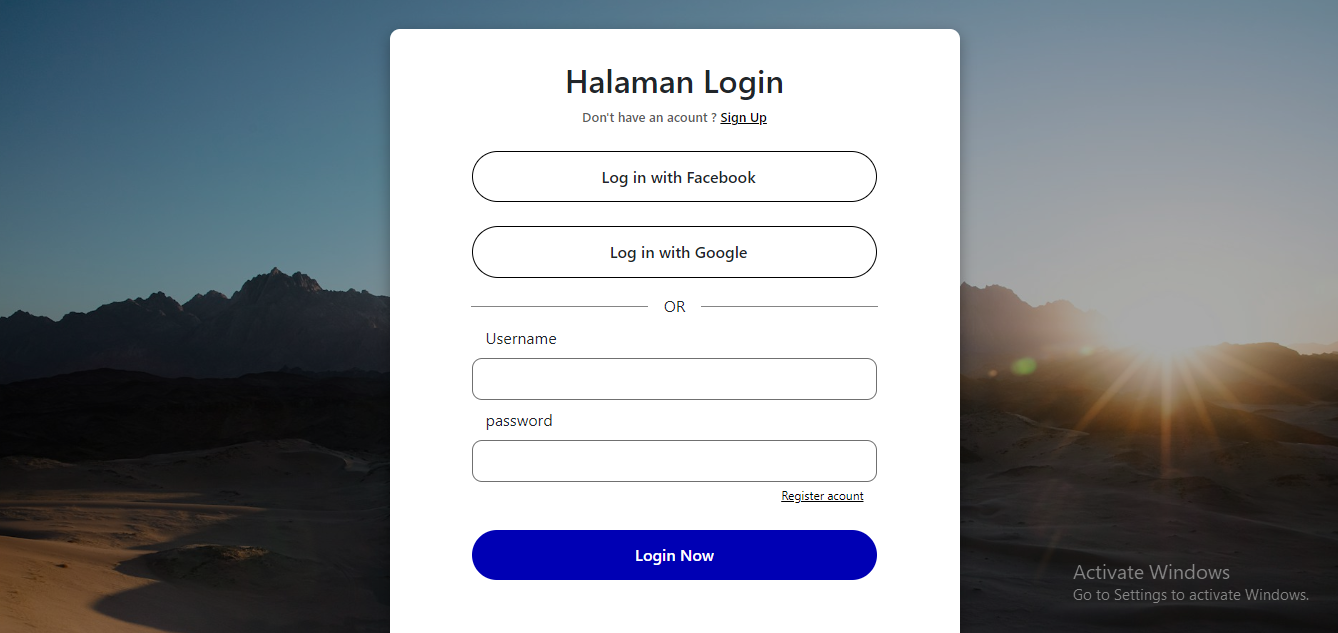 Halaman Login
Don't have an acount ? Sign Up
Log in with Facebook
Log in with Google
OR
Username
password
Register acount
Login Now
Activate Windows
Go to Settings to activate Windows.